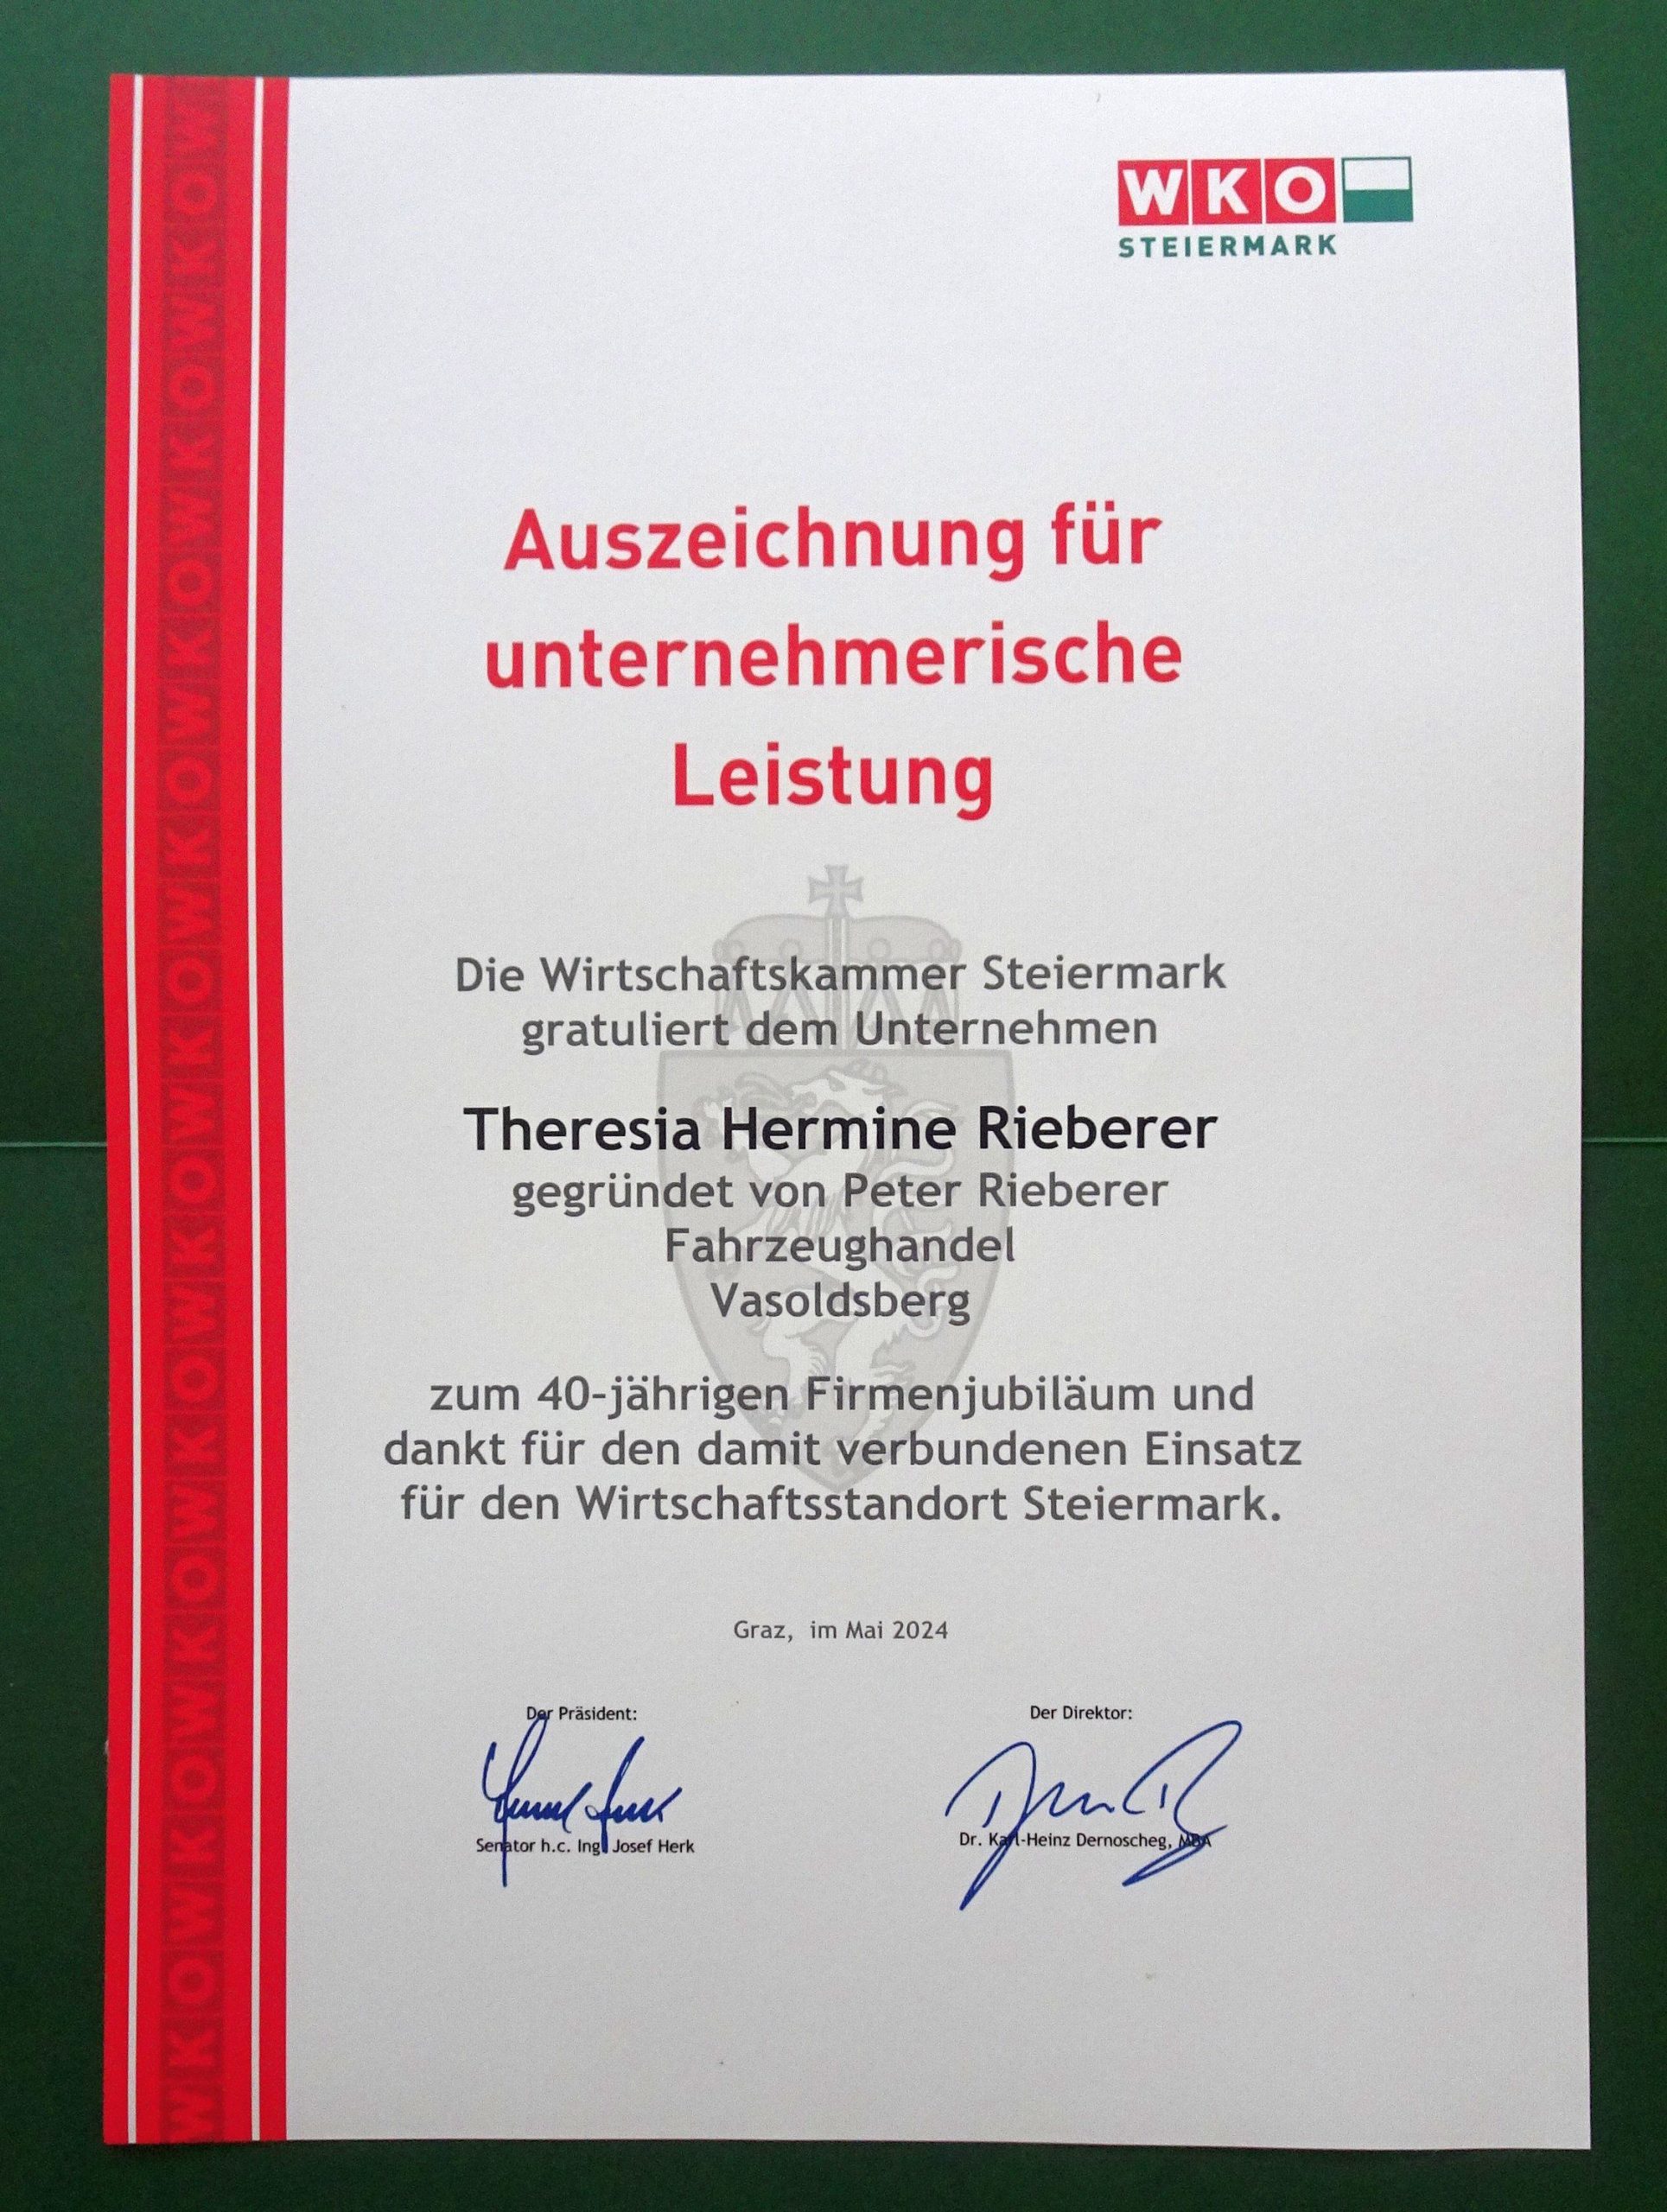 WKO
STEIERMARK
Auszeichnung für
unternehmerische
Leistung
Die Wirtschaftskammer Steiermark
gratuliert dem Unternehmen
Theresia Hermine Rieberer
gegründet von Peter Rieberer
Fahrzeughandel
Vasoldsberg
zum 40-jährigen Firmenjubiläum und
dankt für den damit verbundenen Einsatz
für den Wirtschaftsstandort Steiermark.
Graz, im Mai 2024
Der Präsident:
Der Direktor:
Senator h.c. Ing. Josef Herk
Dr. Karl-Heinz Dernoscheg, MBA
WKOWKOWKOWKOWKOWKOWKOWKOWKOWKOW